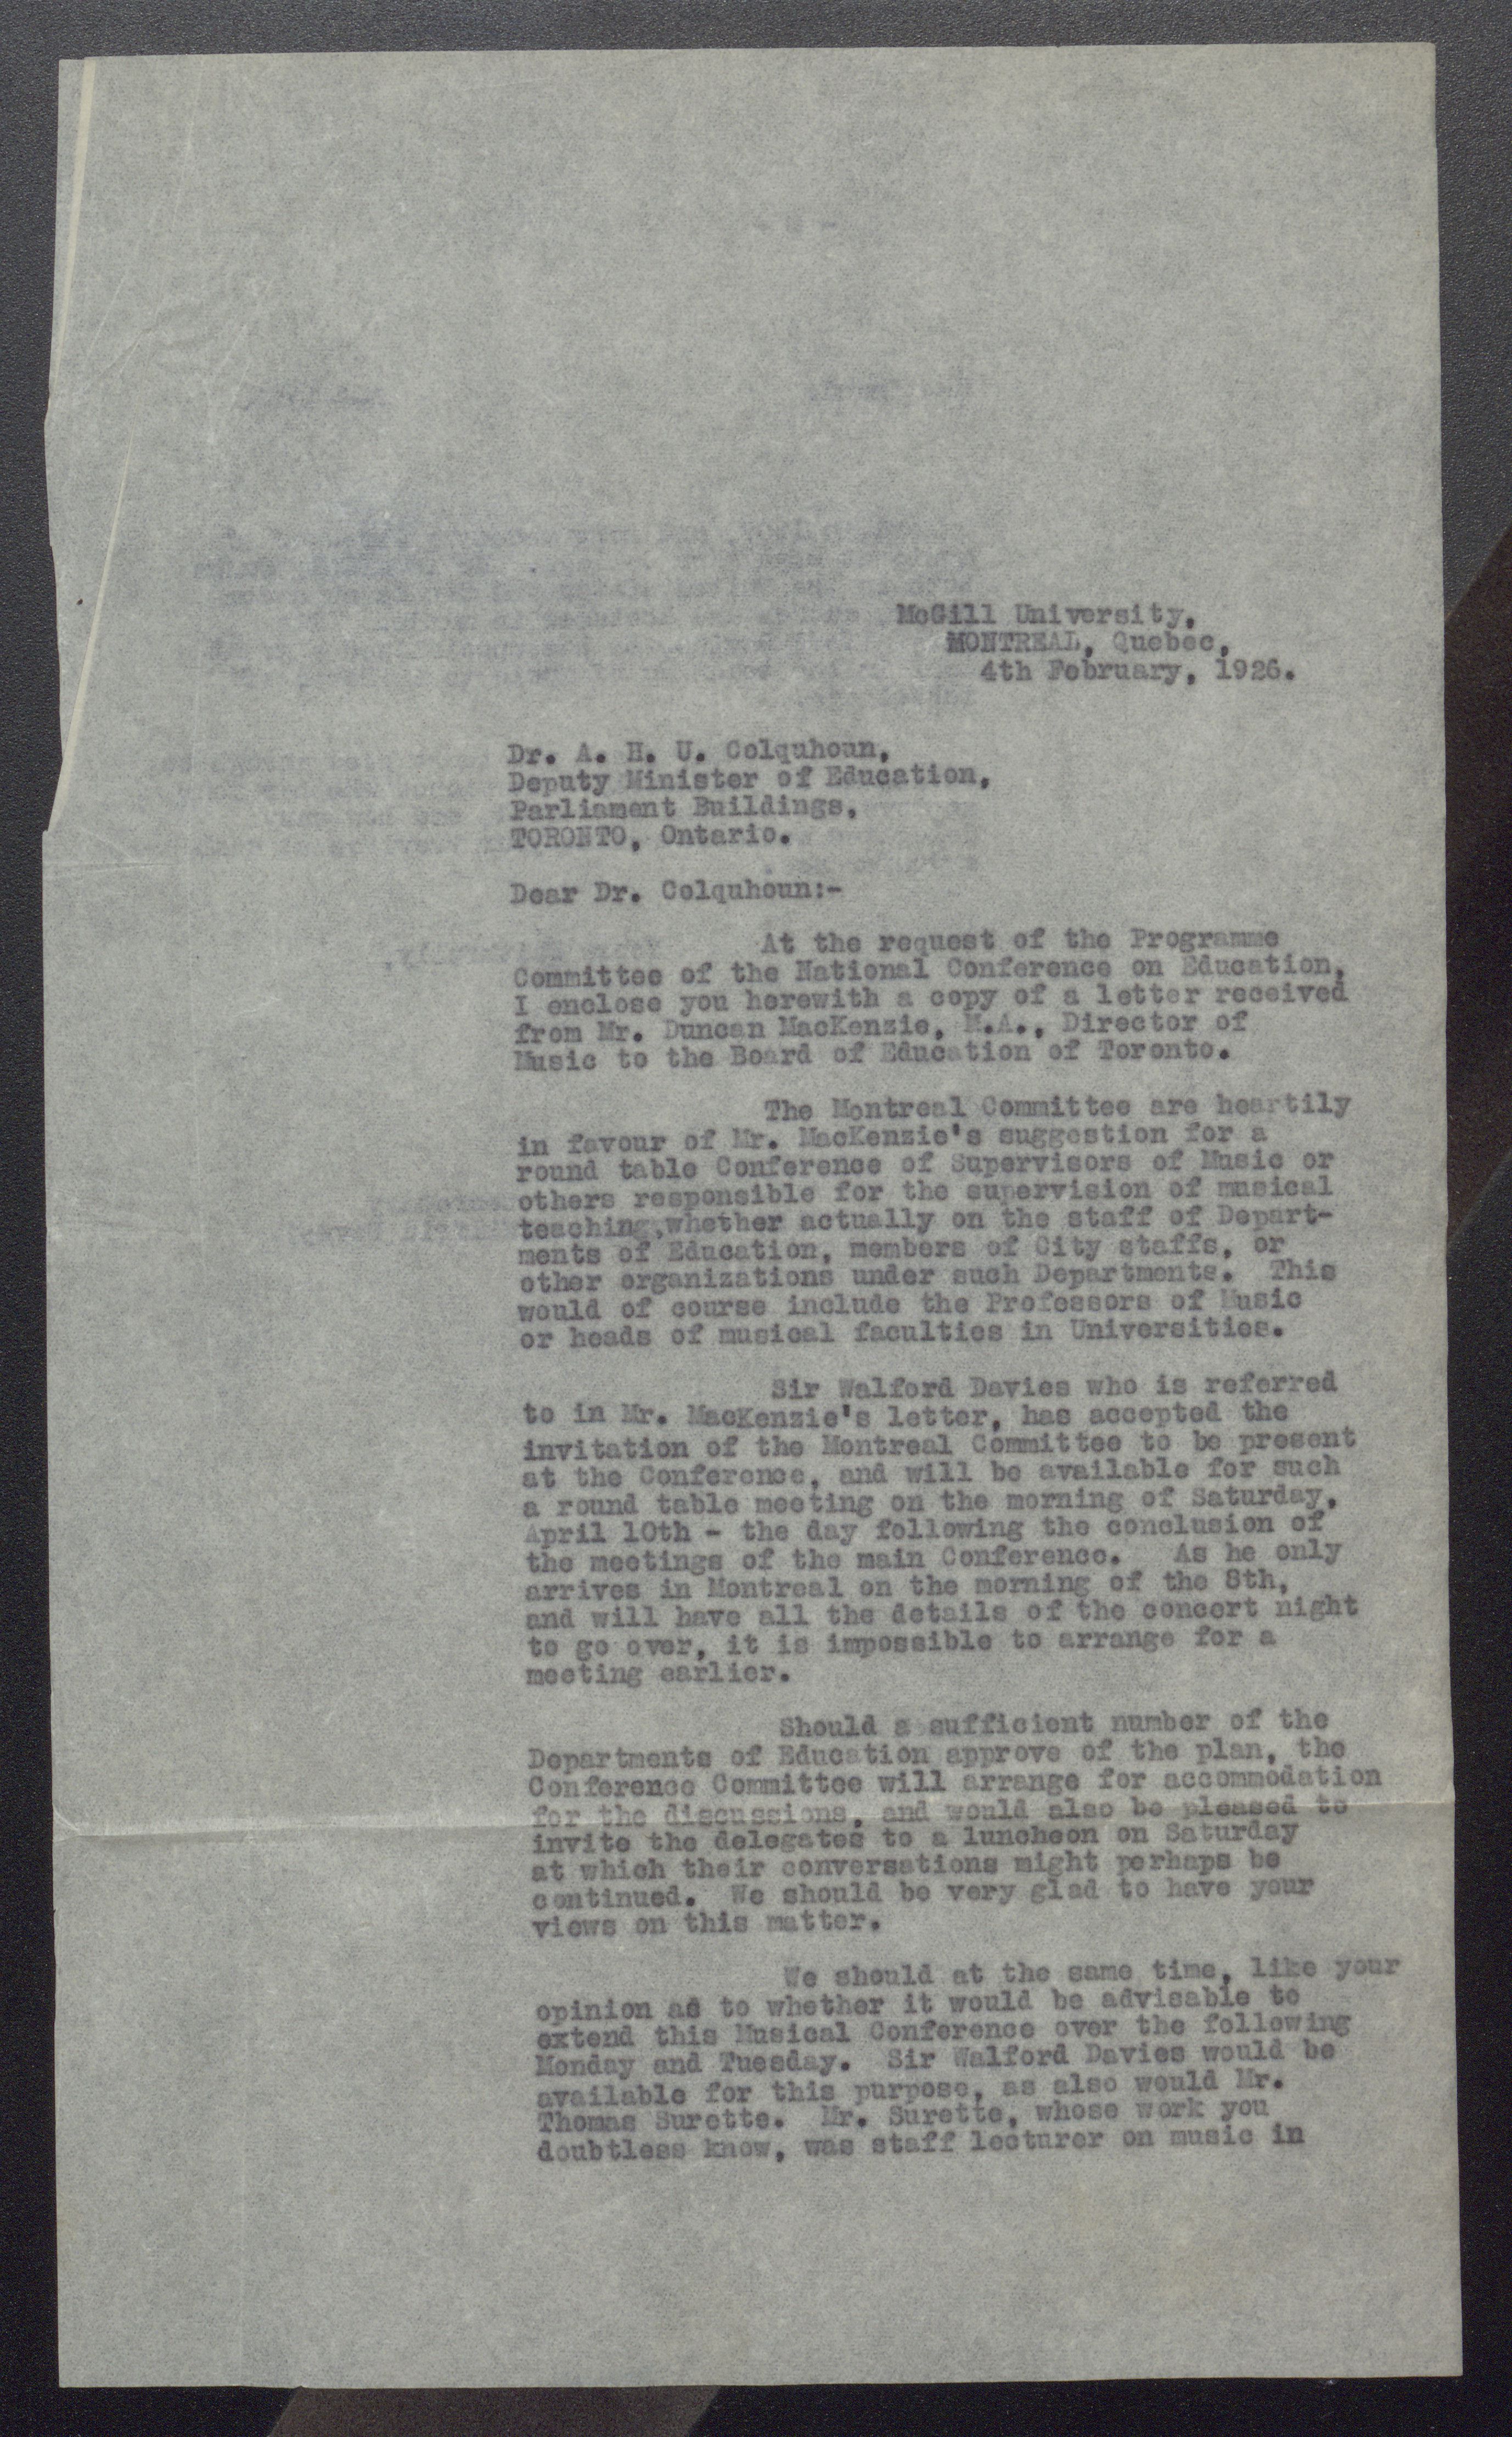 McGill University,
MONTREAL, Quebec,
4th February, 1926.
Dr. A. H. U. Colquhoun,
Deputy Minister of Education,
Parliament Buildings,
TORONTO, Ontario.
Dear Dr. Colquhoun:-
At the request of the Programme
Committee of the National Conference on Education,
I enclose you herewith a copy of a letter received
from Mr. Duncan MacKenzie, M.A., Director of
Music to the Board of Education of Toronto.
The Montreal Committee are heartily
in favour of Mr. MacKenzie's suggestion for a
round table Conference of Supervisors of Music or
others responsible for the supervision of musical
teaching, whether actually on the staff of Depart-
ments of Education, members of City staffs, or
other organizations under such Departments. This
would of course include the Professors of Music
or heads of musical faculties in Universities.
Sir Walford Davies who is referred
to in Mr. MacKenzie's letter, has accepted the
invitation of the Montreal Committee to be present
at the Conference, and will be available for such
a round table meeting on the morning of Saturday,
April 10th - the day following the conclusion of
the meetings of the main Conference. As he only
arrives in Montreal on the morning of the 8th,
and will have all the details of the concert night
to go over, it is impossible to arrange for a
meeting earlier.
Should a sufficient number of the
Departments of Education approve of the plan, the
Conference Committee will arrange for accommodation
for the discussions, and would also be pleased to
invite the delegates to a luncheon on Saturday
at which their conversations might perhaps be
continued. We should be very glad to have your
views on this matter.
We should at the same time, like your
opinion as to whether it would be advisable to
extend this Musical Conference over the following
Monday and Tuesday. Sir Walford Davies would be
available for this purpose, as also would Mr.
Thomas Surette. Mr. Surette, whose work you
doubtless know, was staff lecturer on music in